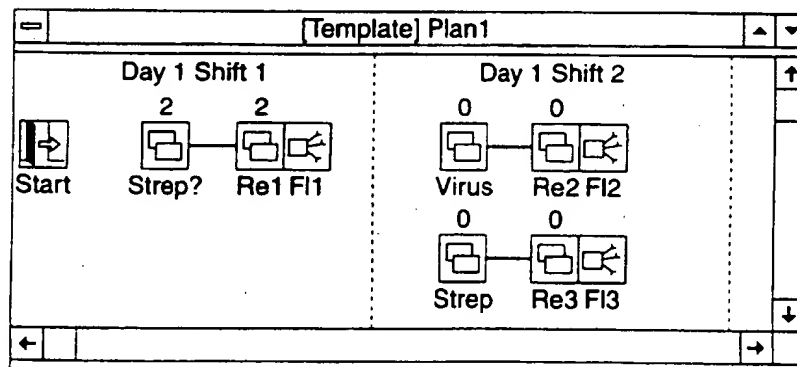 [Template] Plan1
Day 1 Shift 1 Day 1 Shift 2
2 2 0 0
Start Strep? Re1 Fl1 Virus Re2 Fl2
0 0
Strep Re3 Fl3